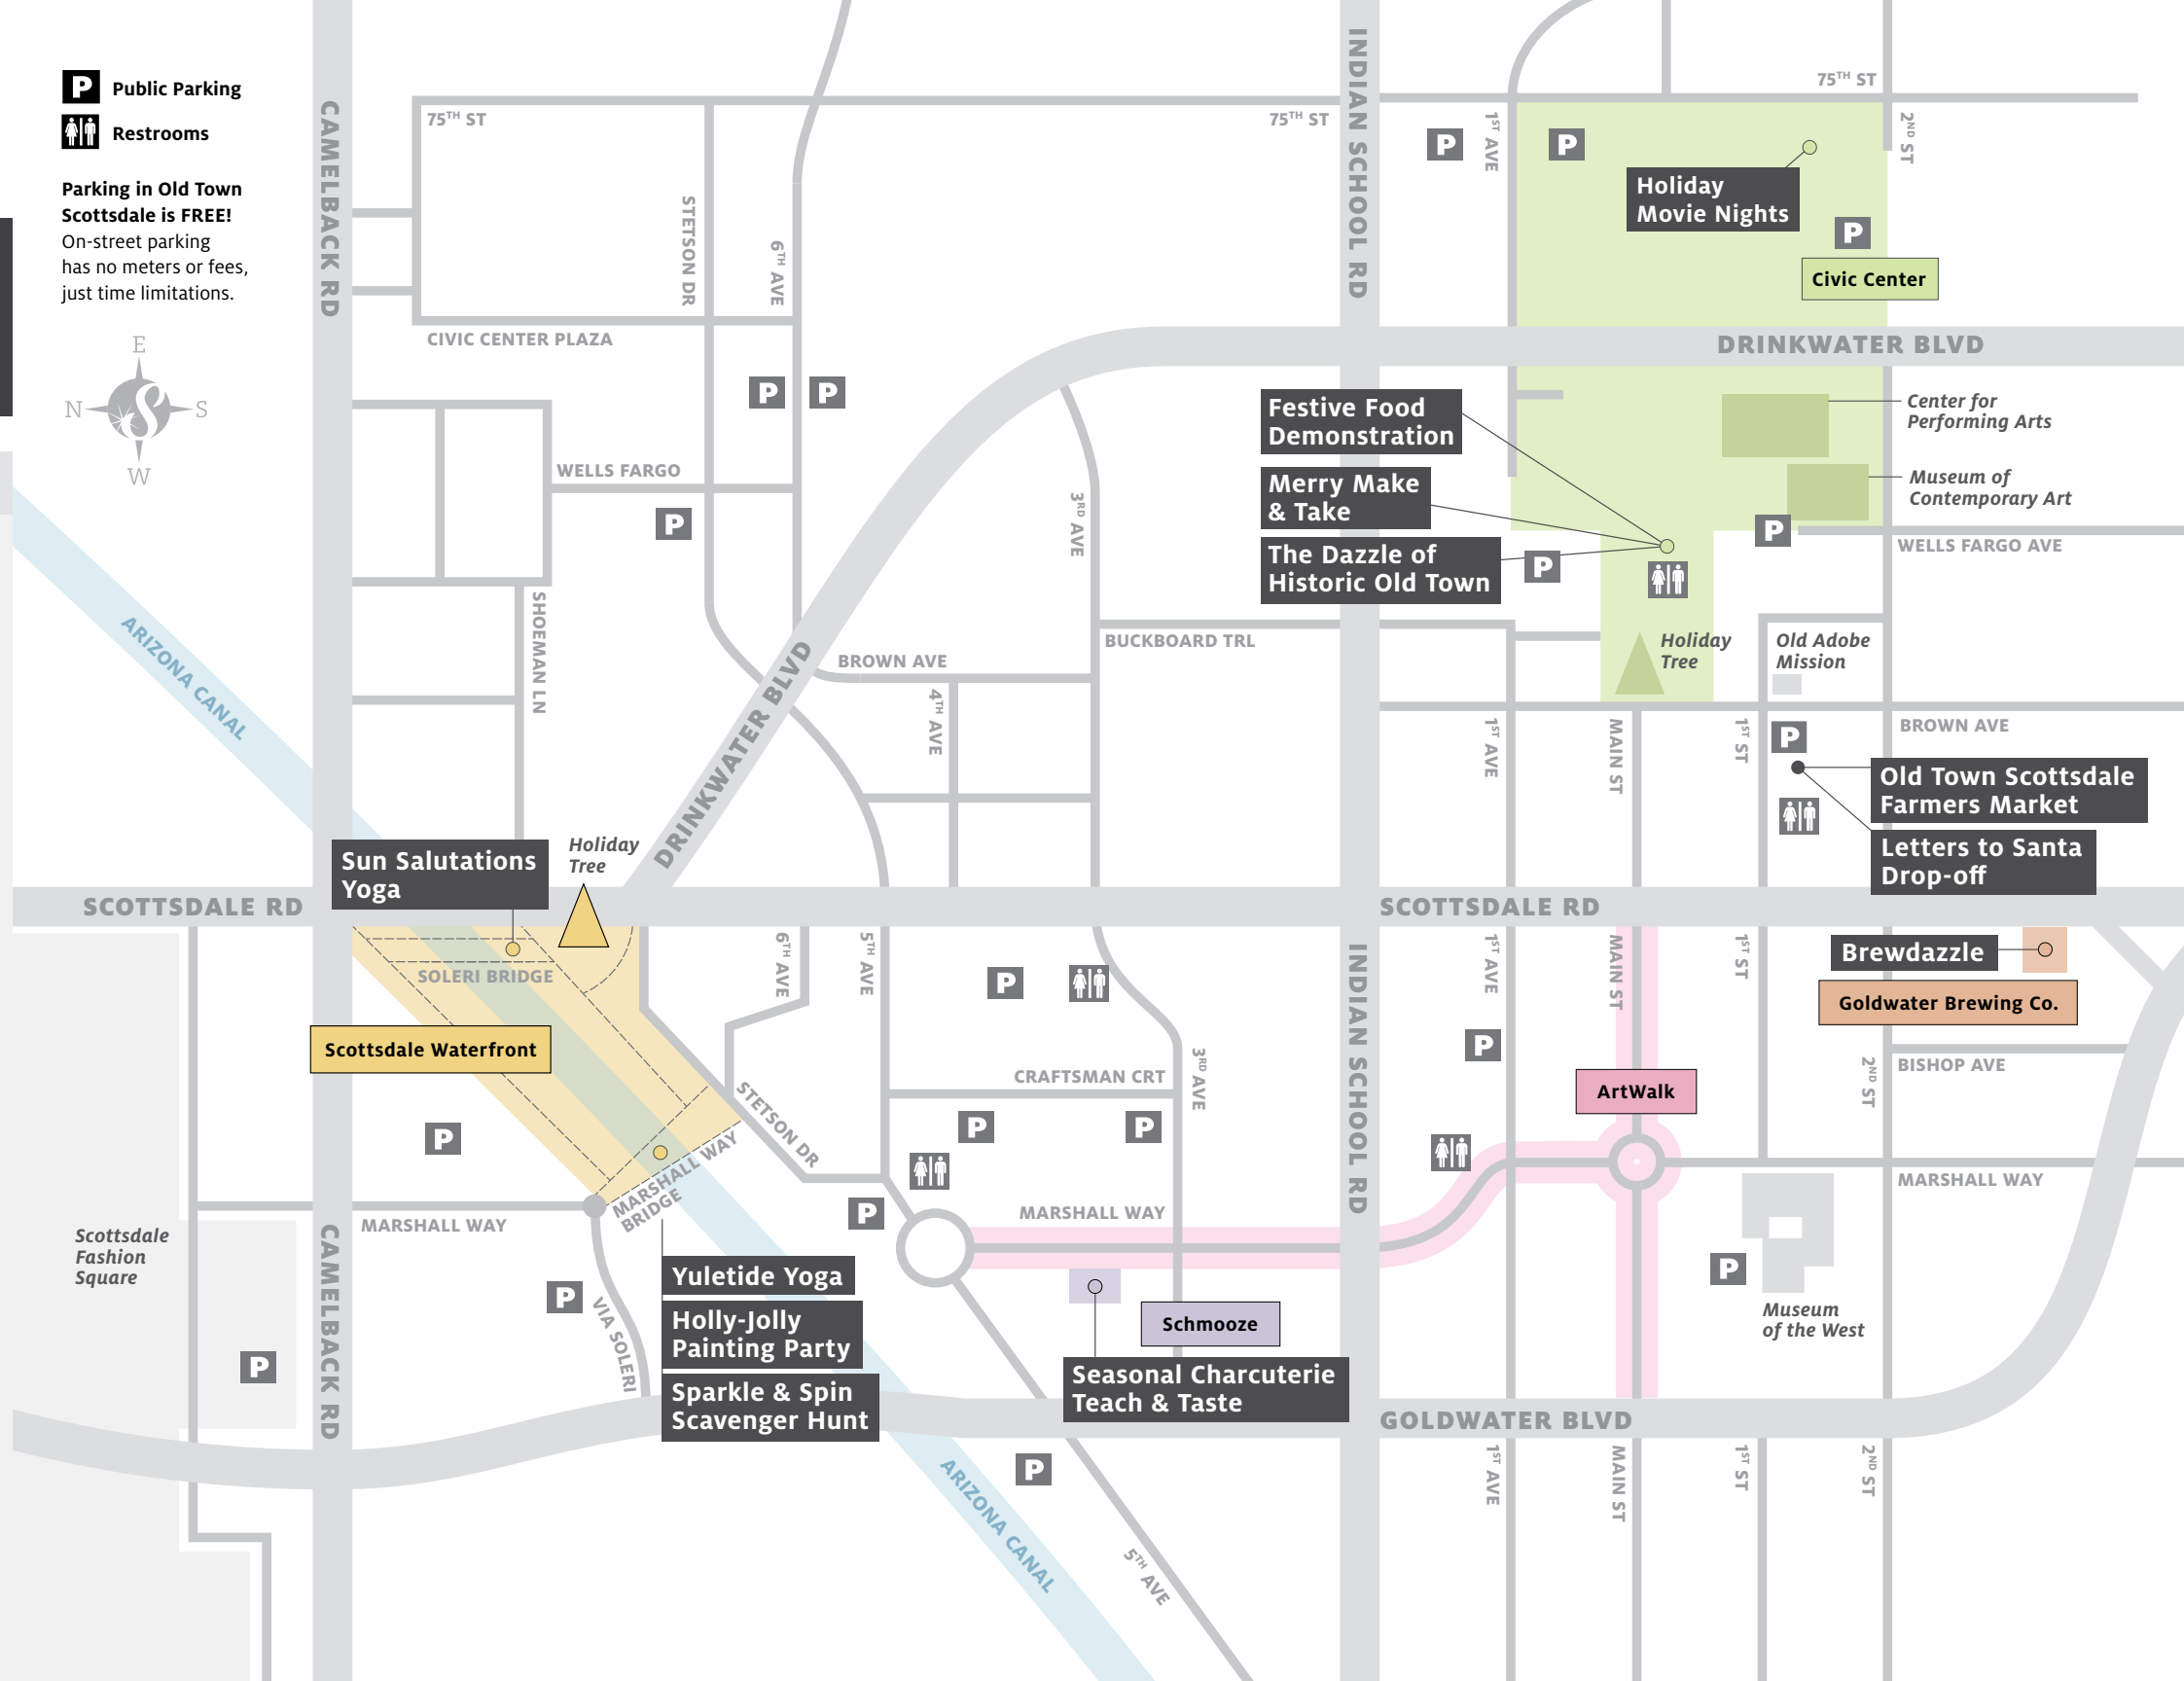 P Public Parking
Restrooms
Parking in Old Town
Scottsdale is FREE!
On-street parking
has no meters or fees,
just time limitations.
E
N S
W
CAMELBACK RD
75TH ST
75TH ST
STETSON DR
6TH AVE
CIVIC CENTER PLAZA
P P
WELLS FARGO
P
SHOEMAN LN
ARIZONA CANAL
INDIAN SCHOOL RD
75TH ST
1ST AVE
2ND ST
P P
Holiday
Movie Nights
P
Civic Center
DRINKWATER BLVD
Festive Food
Demonstration
Merry Make
& Take
The Dazzle of
Historic Old Town
P
Center for
Performing Arts
Museum of
Contemporary Art
P
WELLS FARGO AVE
3RD AVE
BUCKBOARD TRL
BROWN AVE
4TH AVE
DRINKWATER BLVD
Holiday
Tree
Old Adobe
Mission
BROWN AVE
1ST AVE
MAIN ST
1ST ST
P
Old Town Scottsdale
Farmers Market
Letters to Santa
Drop-off
Sun Salutations
Yoga
Holiday
Tree
SCOTTSDALE RD
SCOTTSDALE RD
SOLERI BRIDGE
Scottsdale Waterfront
P
6TH AVE
5TH AVE
P
STETSON DR
CRAFTSMAN CRT
3RD AVE
P P
INDIAN SCHOOL RD
1ST AVE
MAIN ST
1ST ST
P
Brewdazzle
Goldwater Brewing Co.
2ND ST
BISHOP AVE
ArtWalk
MARSHALL WAY
MARSHALL WAY
BRIDGE
MARSHALL WAY
P
MARSHALL WAY
Scottsdale
Fashion
Square
P
CAMELBACK RD
P
VIA SOLERI
Yuletide Yoga
Holly-Jolly
Painting Party
Sparkle & Spin
Scavenger Hunt
Schmooze
Seasonal Charcuterie
Teach & Taste
P
Museum
of the West
GOLDWATER BLVD
P
ARIZONA CANAL
5TH AVE
1ST AVE
MAIN ST
1ST ST
2ND ST